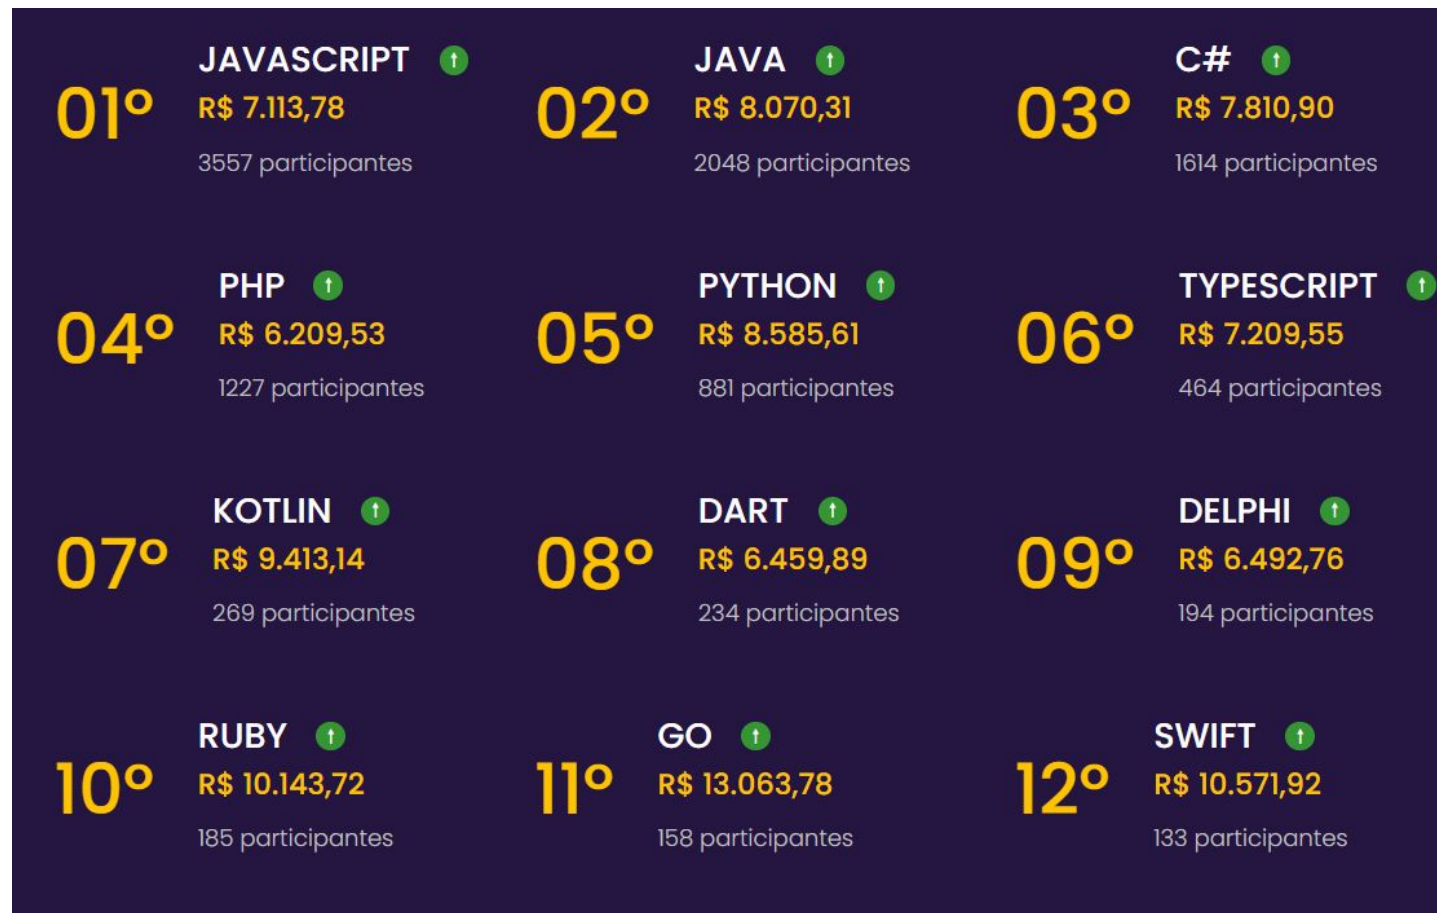 01º
JAVASCRIPT
R$ 7.113,78
3557 participantes
02º
JAVA
R$ 8.070,31
2048 participantes
03º
C#
R$ 7.810,90
1614 participantes
04º
PHP
R$ 6.209,53
1227 participantes
05º
PYTHON
R$ 8.585,61
881 participantes
06º
TYPESCRIPT
R$ 7.209,55
464 participantes
07º
KOTLIN
R$ 9.413,14
269 participantes
08º
DART
R$ 6.459,89
234 participantes
09º
DELPHI
R$ 6.492,76
194 participantes
10º
RUBY
R$ 10.143,72
185 participantes
11º
GO
R$ 13.063,78
158 participantes
12º
SWIFT
R$ 10.571,92
133 participantes